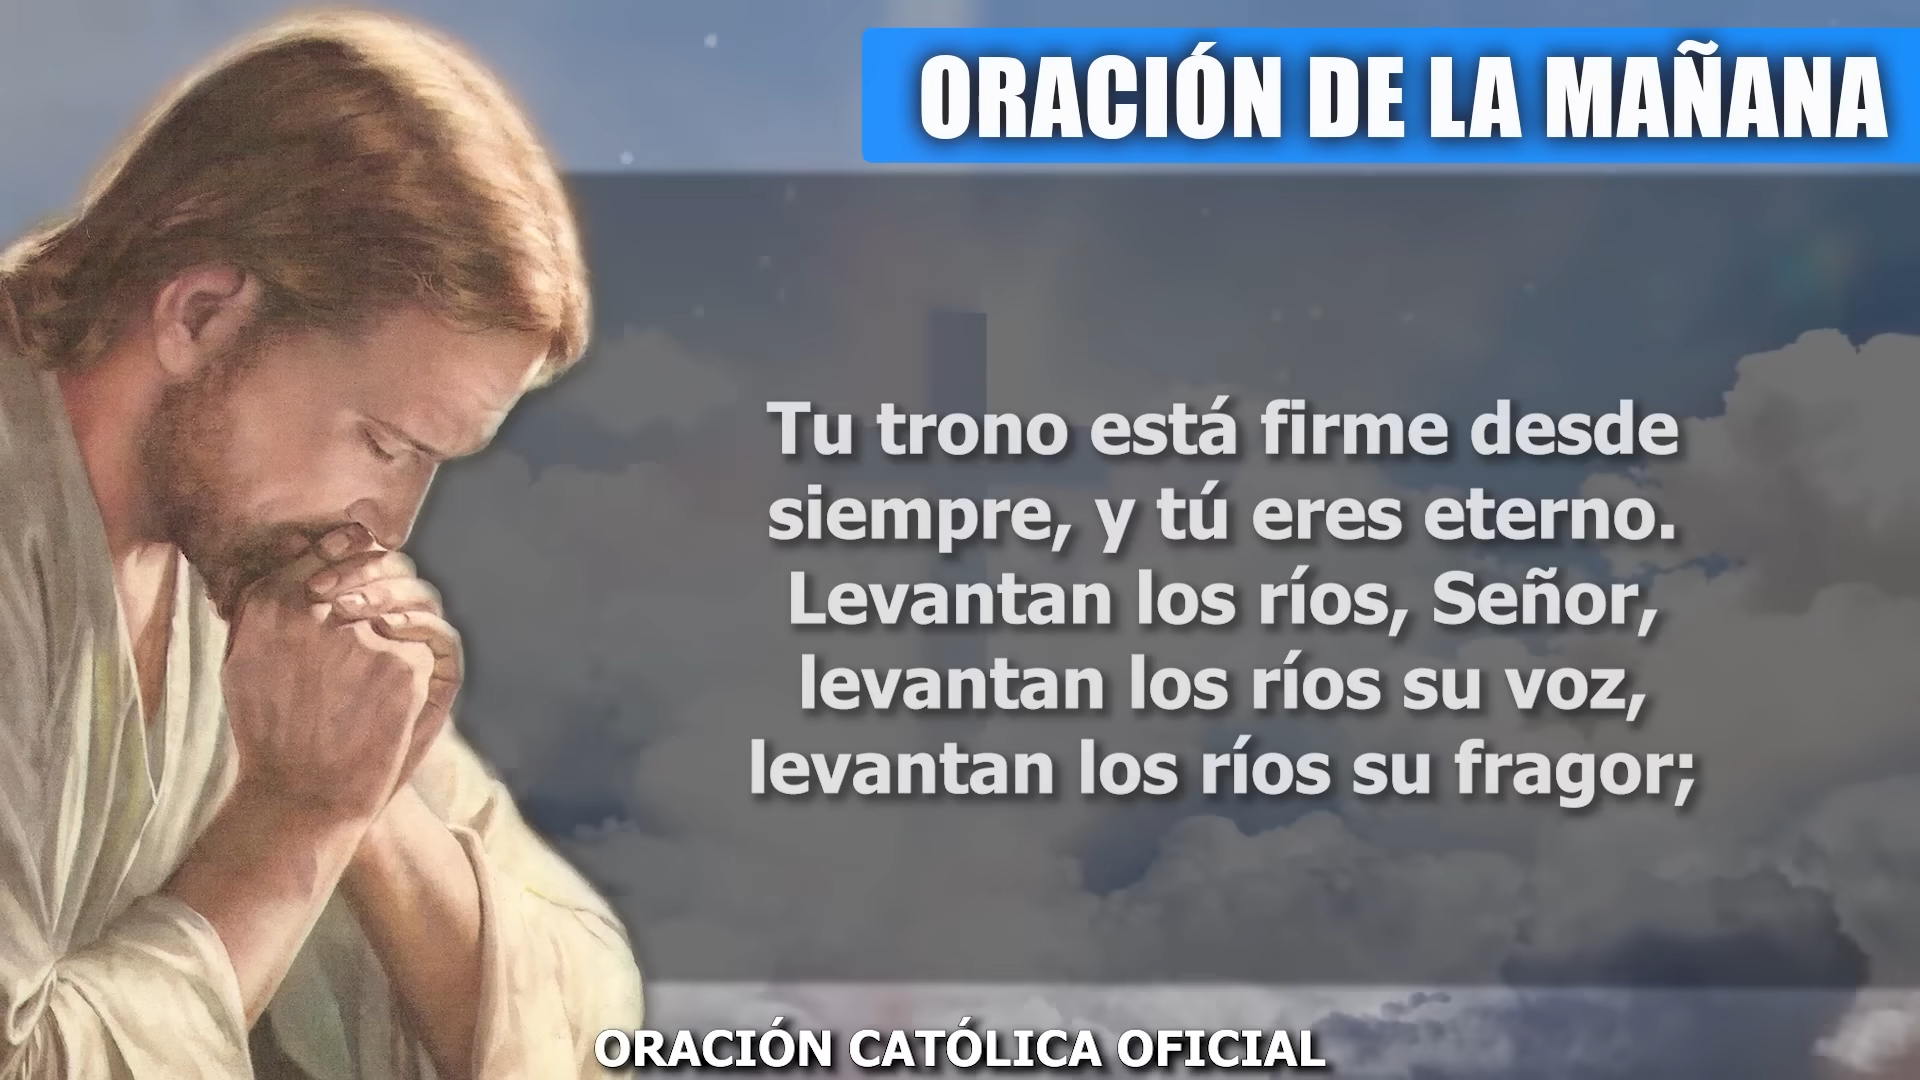 ORACIÓN DE LA MAÑANA
Tu trono está firme desde
siempre, y tú eres eterno.
Levantan los ríos, Señor,
levantan los ríos su voz,
levantan los ríos su fragor;
ORACIÓN CATÓLICA OFICIAL